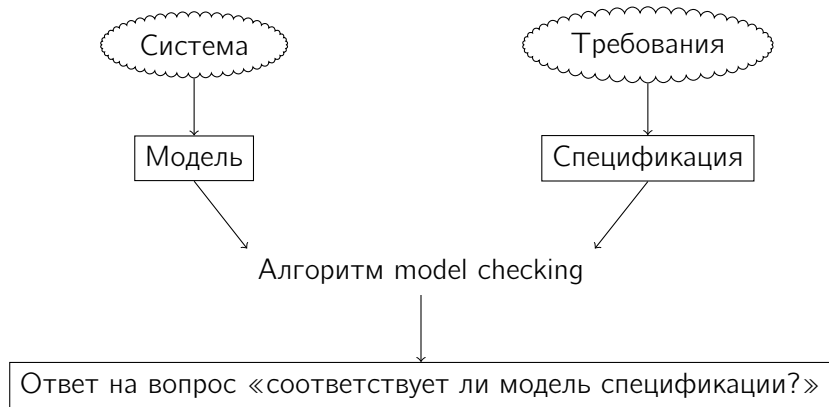 Система
Требования
Модель
Спецификация
Алгоритм model checking
Ответ на вопрос «соответствует ли модель спецификации?»